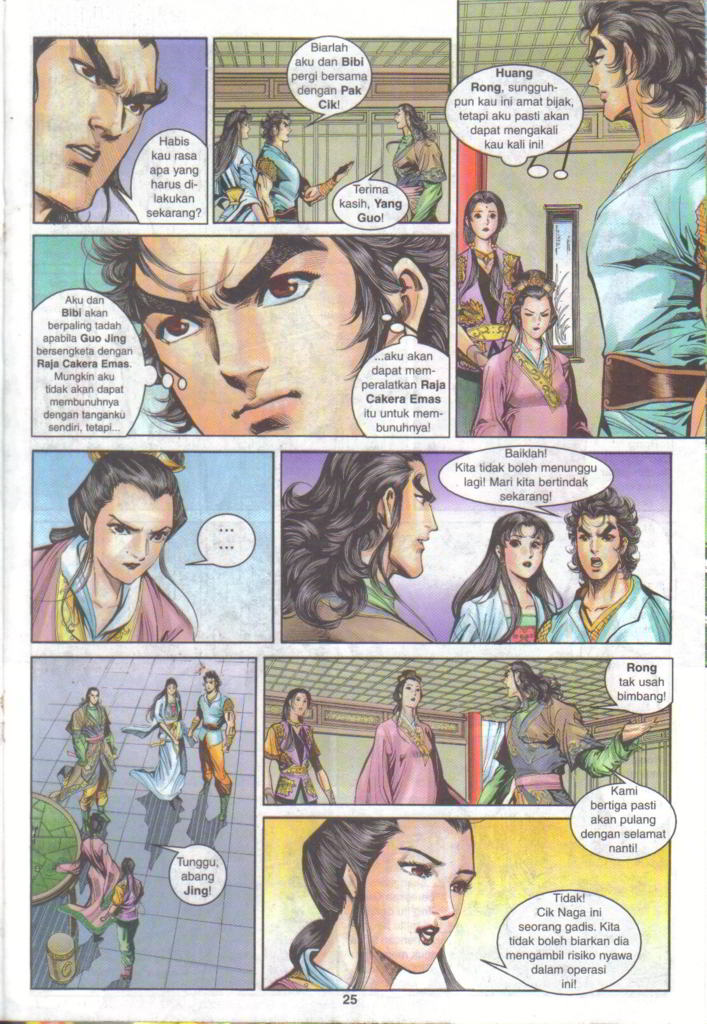 Habis
kau rasa
apa yang
harus di-
lakukan
sekarang?
Biarlah
aku dan Bibi
pergi bersama
dengan Pak
Cik!
Terima
kasih, Yang
Guo!
Huang
Rong, sungguh-
pun kau ini amat bijak,
tetapi aku pasti akan
dapat mengakali
kau kali ini!
Aku dan
Bibi akan
berpaling tadah
apabila Guo Jing
bersengketa dengan
Raja Cakera Emas.
Mungkin aku
tidak akan dapat
membunuhnya
dengan tanganku
sendiri, tetapi...
...aku akan
dapat mem-
peralatkan Raja
Cakera Emas
itu untuk mem-
bunuhnya!
...
...
Baiklah!
Kita tidak boleh menunggu
lagi! Mari kita bertindak
sekarang!
Tunggu,
abang
Jing!
Rong
tak usah
bimbang!
Kami
bertiga pasti
akan pulang
dengan selamat
nanti!
Tidak!
Cik Naga ini
seorang gadis. Kita
tidak boleh biarkan dia
mengambil risiko nyawa
dalam operasi
ini!
25